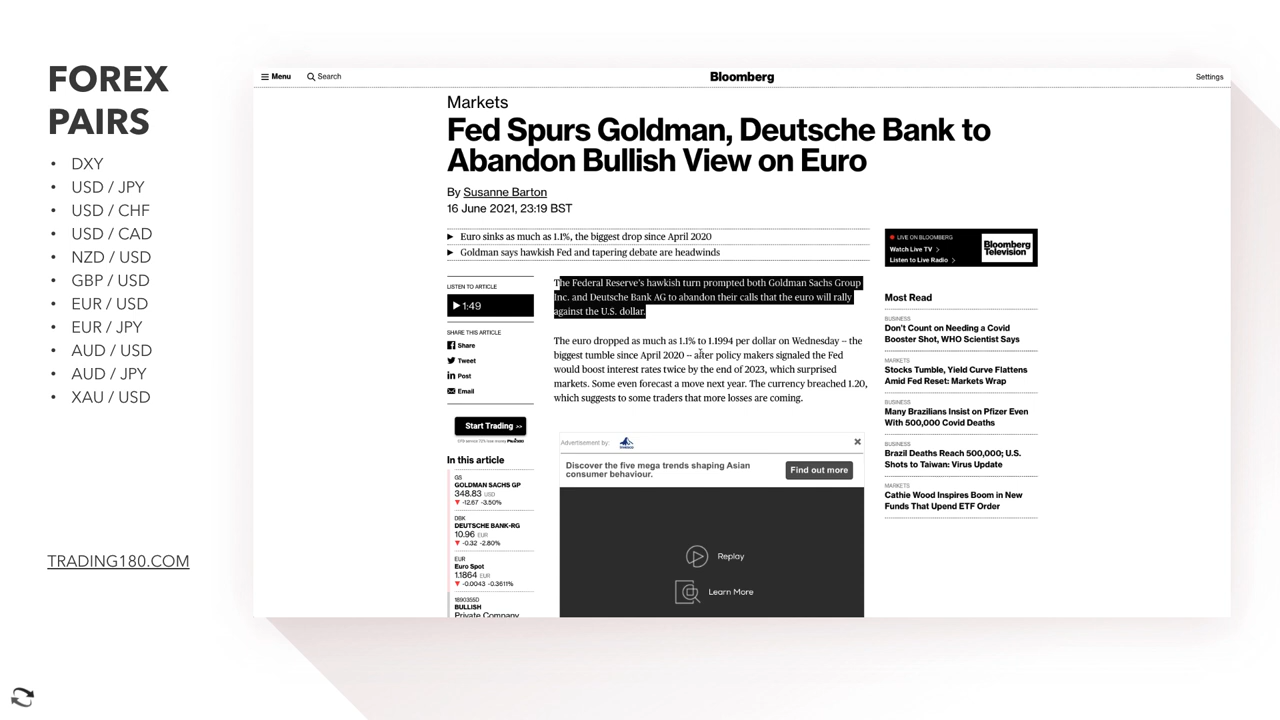 FOREX
PAIRS
• DXY
• USD / JPY
• USD / CHF
• USD / CAD
• NZD / USD
• GBP / USD
• EUR / USD
• EUR / JPY
• AUD / USD
• AUD / JPY
• XAU / USD
TRADING180.COM
Menu
Search
Bloomberg
Settings
Markets
Fed Spurs Goldman, Deutsche Bank to
Abandon Bullish View on Euro
By Susanne Barton
16 June 2021, 23:19 BST
Euro sinks as much as 1.1%, the biggest drop since April 2020
Goldman says hawkish Fed and tapering debate are headwinds
LISTEN TO ARTICLE
1:49
SHARE THIS ARTICLE
Share
Tweet
Post
Email
Start Trading >>
In this article
GS
GOLDMAN SACHS GP
348.83 USD
▼ -12.67 -3.50%
DBK
DEUTSCHE BANK-RG
10.96 EUR
▼ -0.32 -2.80%
EUR
Euro Spot
1.1864 EUR
▼ -0.0043 -0.3611%
1890355D
BULLISH
Private Company
The Federal Reserve's hawkish turn prompted both Goldman Sachs Group
Inc. and Deutsche Bank AG to abandon their calls that the euro will rally
against the U.S. dollar.
The euro dropped as much as 1.1% to 1.1994 per dollar on Wednesday -- the
biggest tumble since April 2020 -- after policy makers signaled the Fed
would boost interest rates twice by the end of 2023, which surprised
markets. Some even forecast a move next year. The currency breached 1.20,
which suggests to some traders that more losses are coming.
Advertisement by:
Discover the five mega trends shaping Asian
consumer behaviour.
Find out more
Replay
Learn More
LIVE ON BLOOMBERG
Watch Live TV >
Listen to Live Radio >
Bloomberg
Television
Most Read
BUSINESS
Don't Count on Needing a Covid
Booster Shot, WHO Scientist Says
MARKETS
Stocks Tumble, Yield Curve Flattens
Amid Fed Reset: Markets Wrap
BUSINESS
Many Brazilians Insist on Pfizer Even
With 500,000 Covid Deaths
BUSINESS
Brazil Deaths Reach 500,000; U.S.
Shots to Taiwan: Virus Update
MARKETS
Cathie Wood Inspires Boom in New
Funds That Upend ETF Order